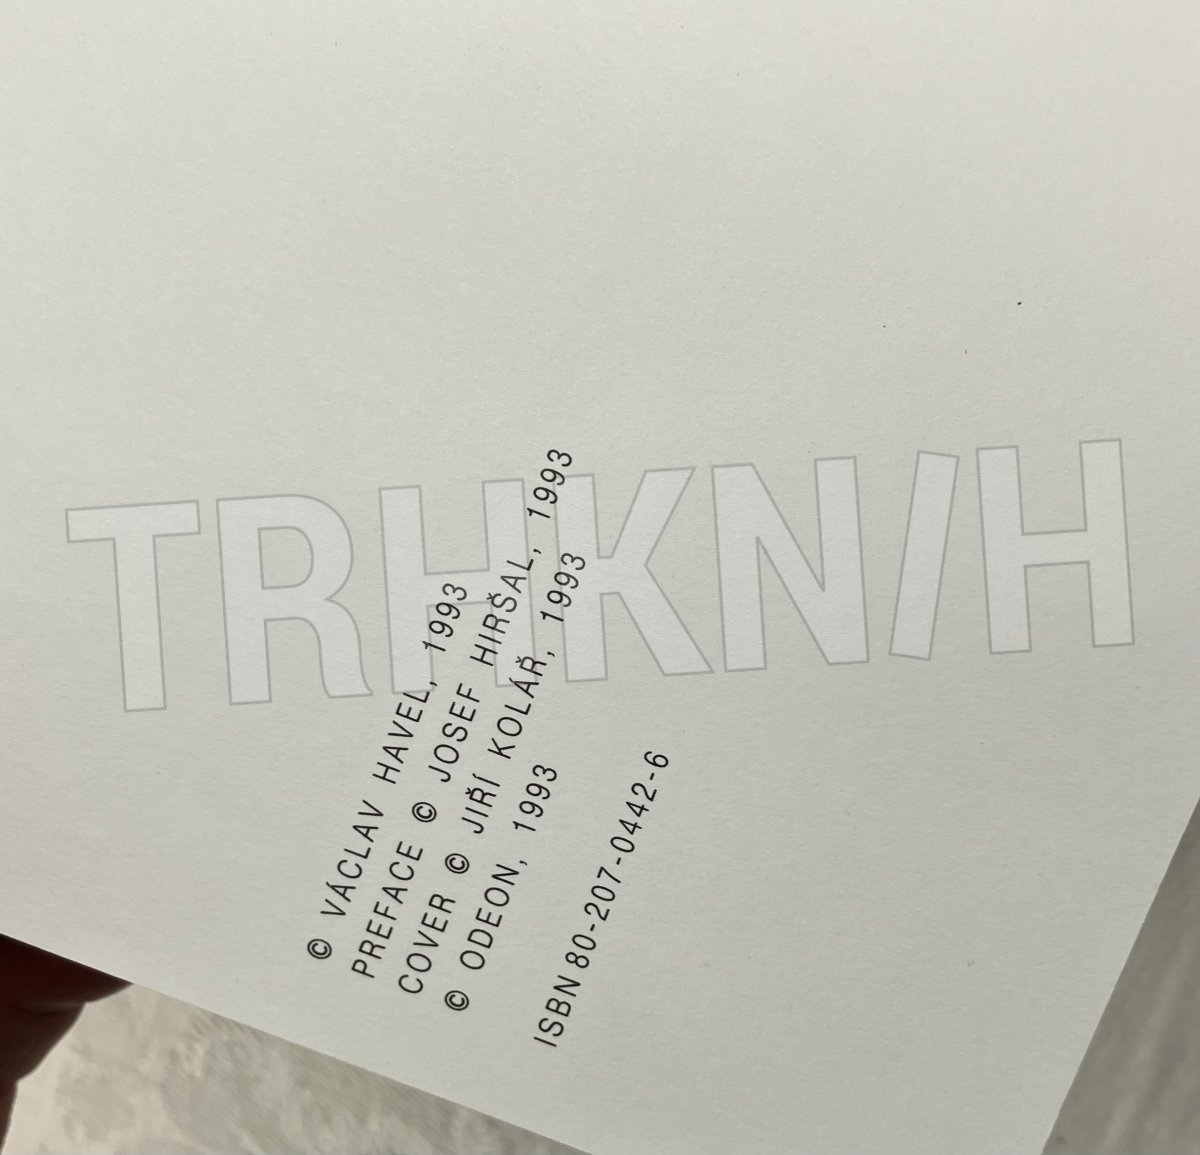 © VÁCLAV HAVEL, 1993
PREFACE © JOSEF HIRŠAL, 1993
COVER © JIŘÍ KOLÁŘ, 1993
© ODEON, 1993
ISBN 80-207-0442-6
TRHKN/H